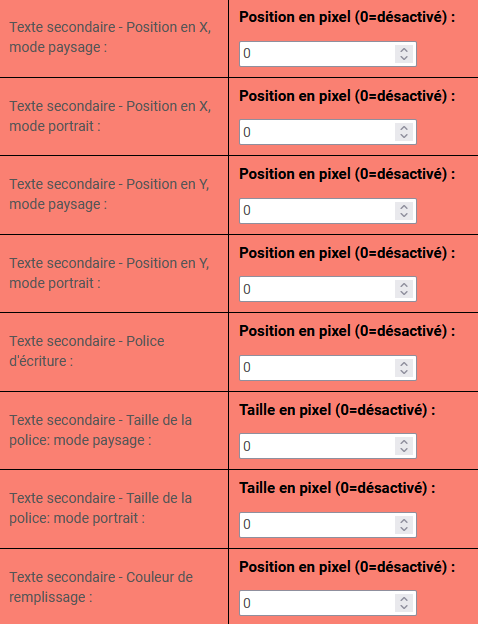 Texte secondaire - Position en X,
mode paysage :
Position en pixel (0=désactivé) :
0
Texte secondaire - Position en X,
mode portrait :
Position en pixel (0=désactivé) :
0
Texte secondaire - Position en Y,
mode paysage :
Position en pixel (0=désactivé) :
0
Texte secondaire - Position en Y,
mode portrait :
Position en pixel (0=désactivé) :
0
Texte secondaire - Police
d'écriture :
Position en pixel (0=désactivé) :
0
Texte secondaire - Taille de la
police: mode paysage :
Taille en pixel (0=désactivé) :
0
Texte secondaire - Taille de la
police: mode portrait :
Taille en pixel (0=désactivé) :
0
Texte secondaire - Couleur de
remplissage :
Position en pixel (0=désactivé) :
0